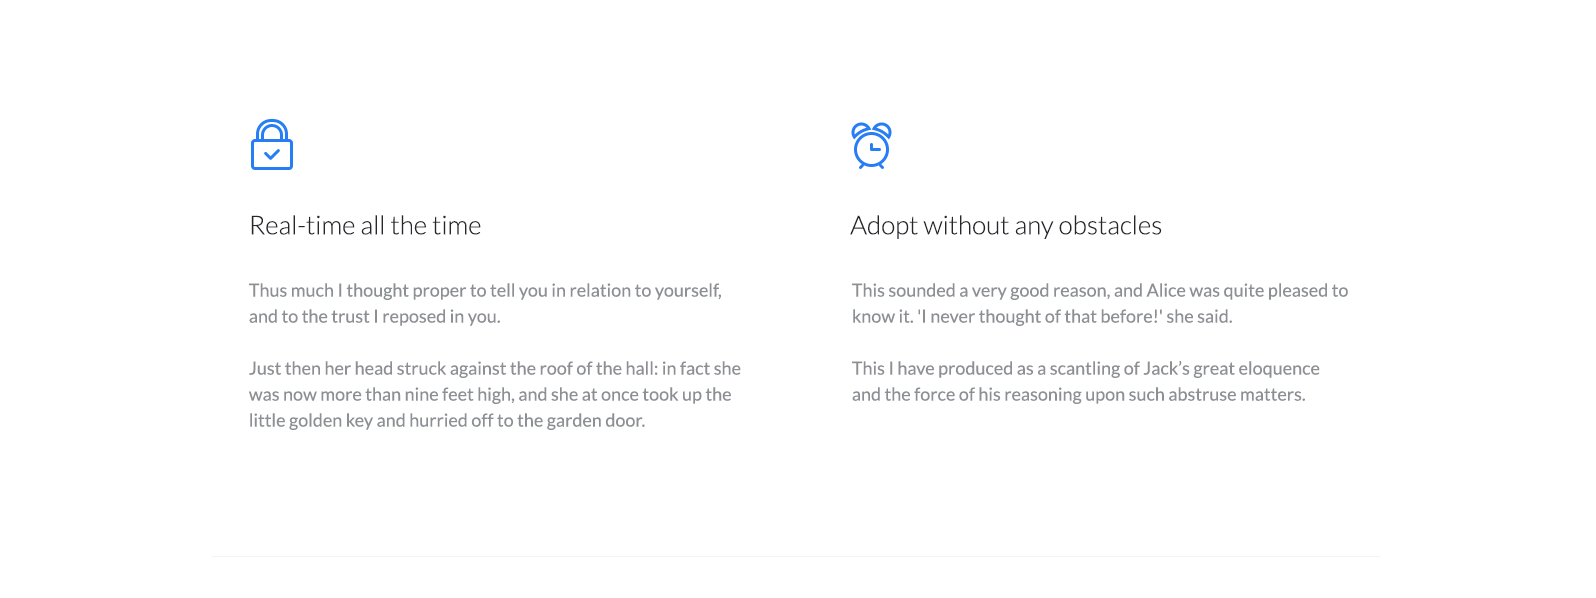 Real-time all the time
Thus much I thought proper to tell you in relation to yourself,
and to the trust I reposed in you.
Just then her head struck against the roof of the hall: in fact she
was now more than nine feet high, and she at once took up the
little golden key and hurried off to the garden door.
Adopt without any obstacles
This sounded a very good reason, and Alice was quite pleased to
know it. 'I never thought of that before!' she said.
This I have produced as a scantling of Jack’s great eloquence
and the force of his reasoning upon such abstruse matters.